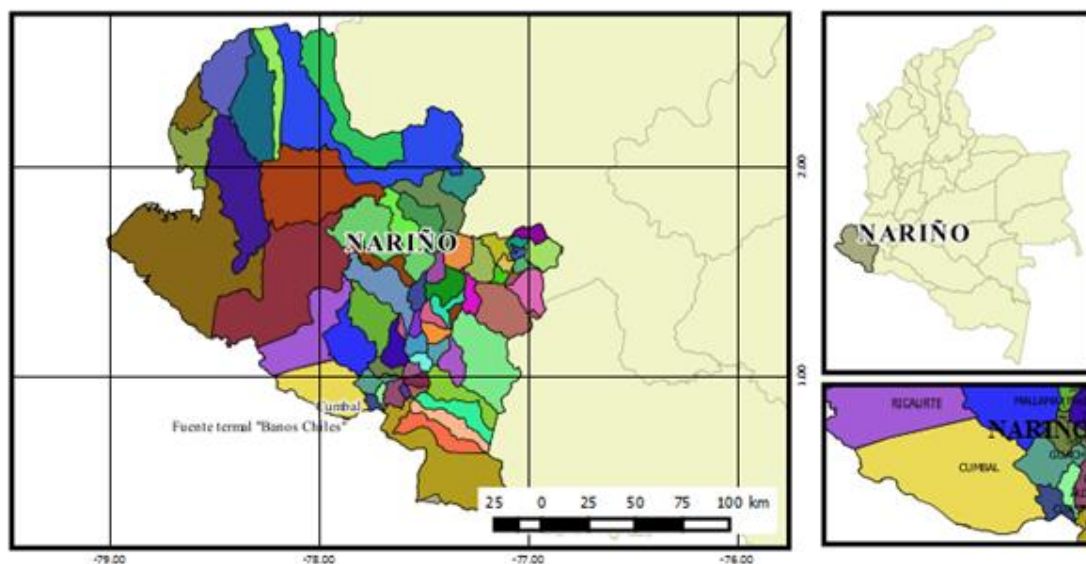 NARIÑO
Cumbal
Fuente termal "Banos Chiles"
25 0 25 50 75 100 km
-79.00 -78.00 -77.00 -76.00
2.00
1.00
NARIÑO
RICAURTE
NARIÑO
CUMBAL